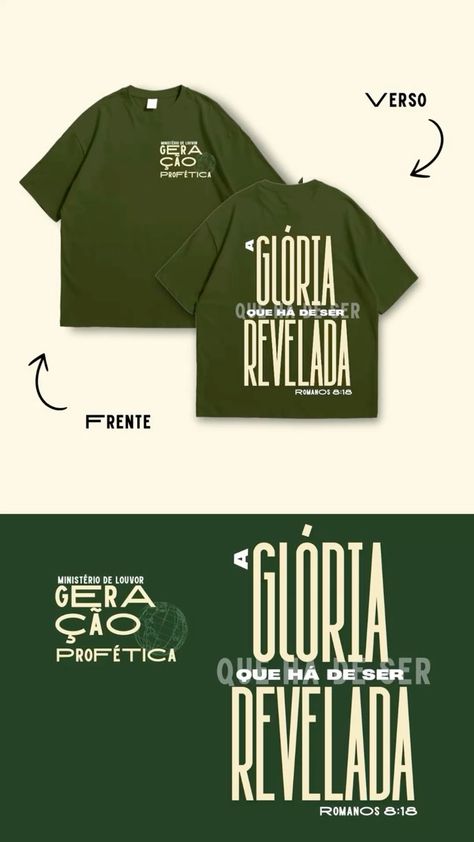 VERSO
MINISTÉRIO DE LOUVOR
GERA
ÇÃO
PROFÉTICA
A
GLÓRIA
QUE HÁ DE SER
QUE HÁ DE SER
REVELADA
ROMANOS 8:18
FRENTE
MINISTÉRIO DE LOUVOR
GERA
ÇÃO
PROFÉTICA
A
GLÓRIA
QUE HÁ DE SER
QUE HÁ DE SER
REVELADA
ROMANOS 8:18